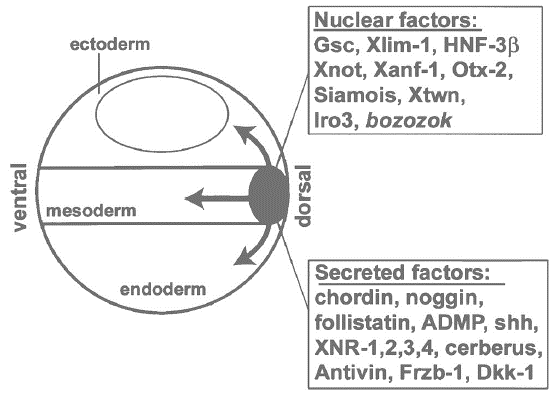 Nuclear factors:
Gsc, Xlim-1, HNF-3β
Xnot, Xanf-1, Otx-2,
Siamois, Xtwn,
Iro3, bozozok
ectoderm
ventral
mesoderm
dorsal
endoderm
Secreted factors:
chordin, noggin,
follistatin, ADMP, shh,
XNR-1,2,3,4, cerberus,
Antivin, Frzb-1, Dkk-1